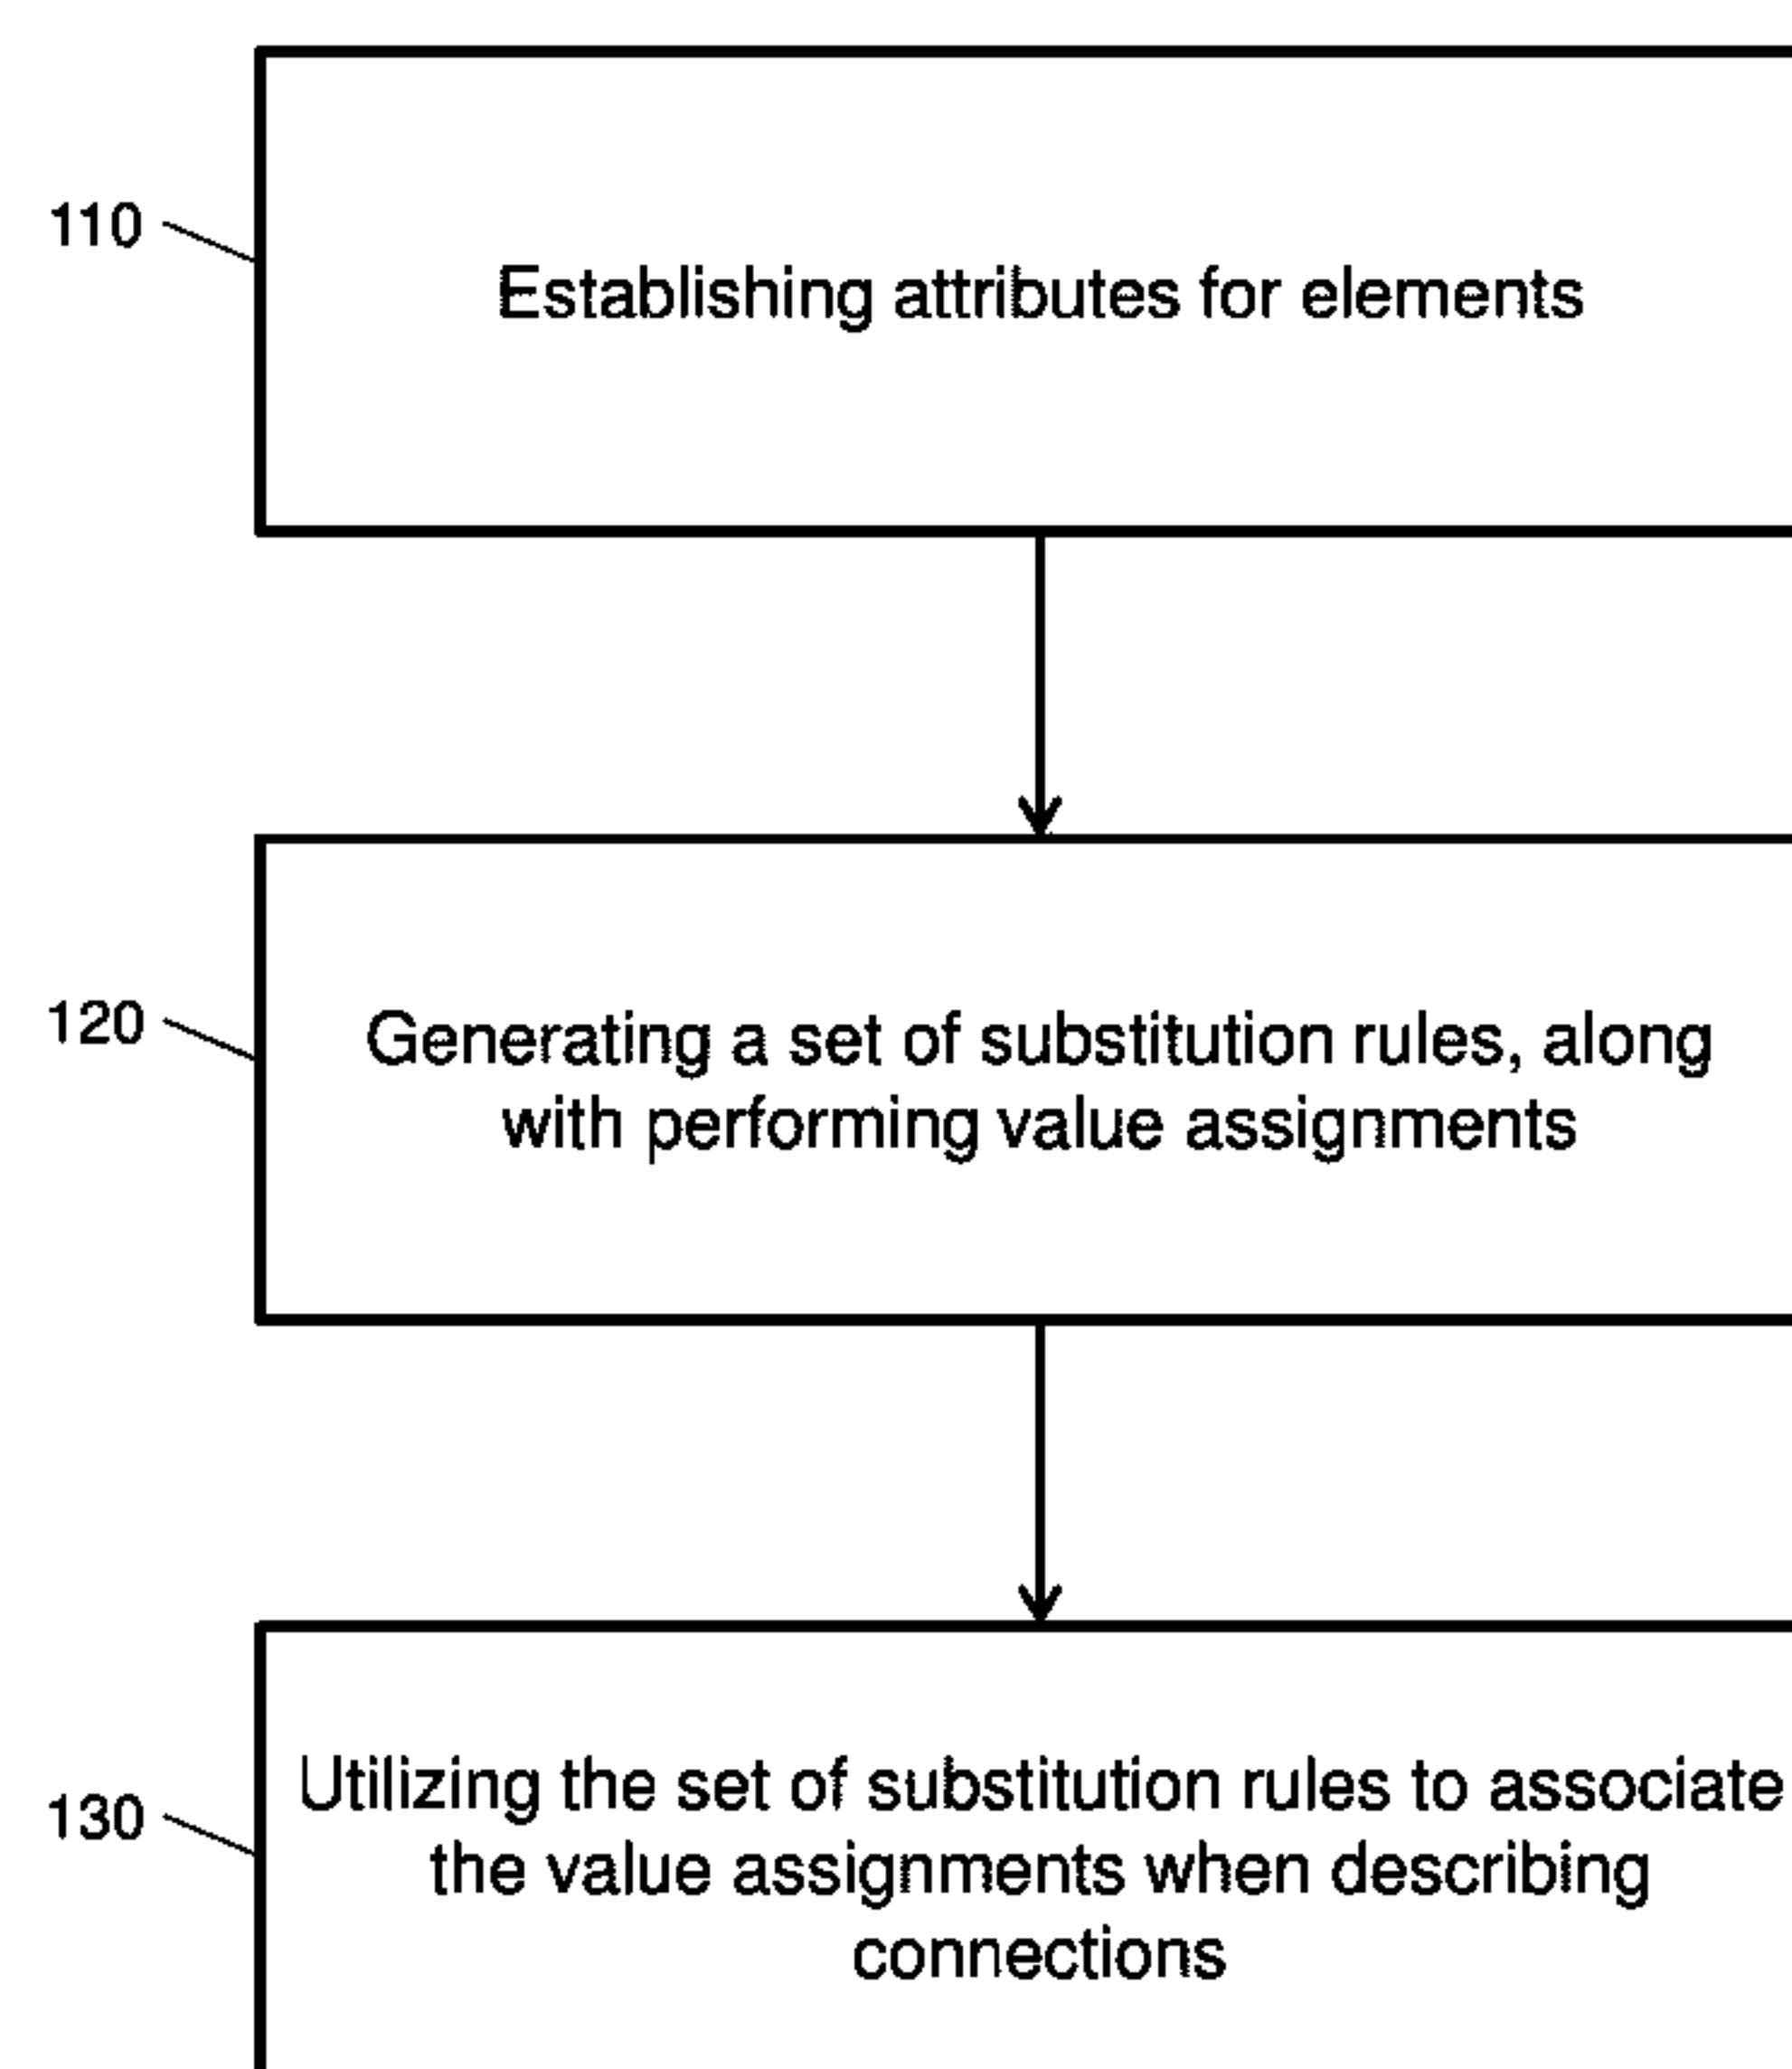 110
Establishing attributes for elements
120
Generating a set of substitution rules, along
with performing value assignments
130
Utilizing the set of substitution rules to associate
the value assignments when describing
connections